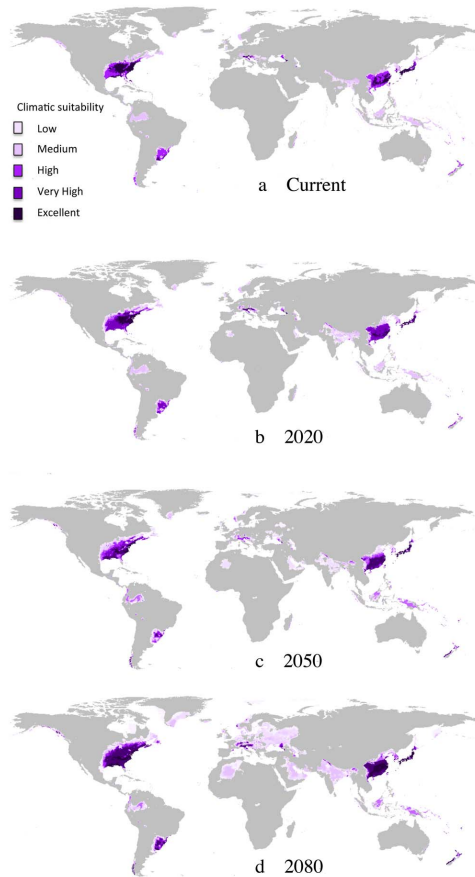 Climatic suitability
Low
Medium
High
Very High
Excellent
a Current
b 2020
c 2050
d 2080